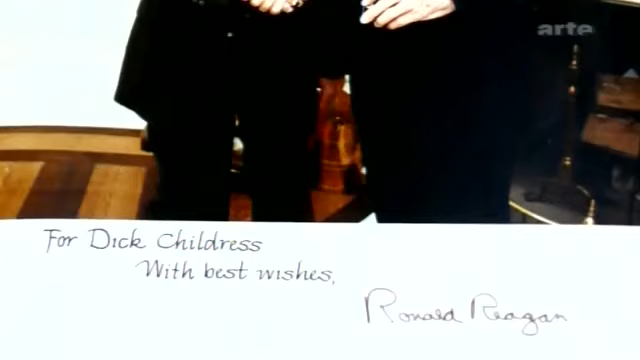 arte
For Dick Childress
With best wishes,
Ronald Reagan